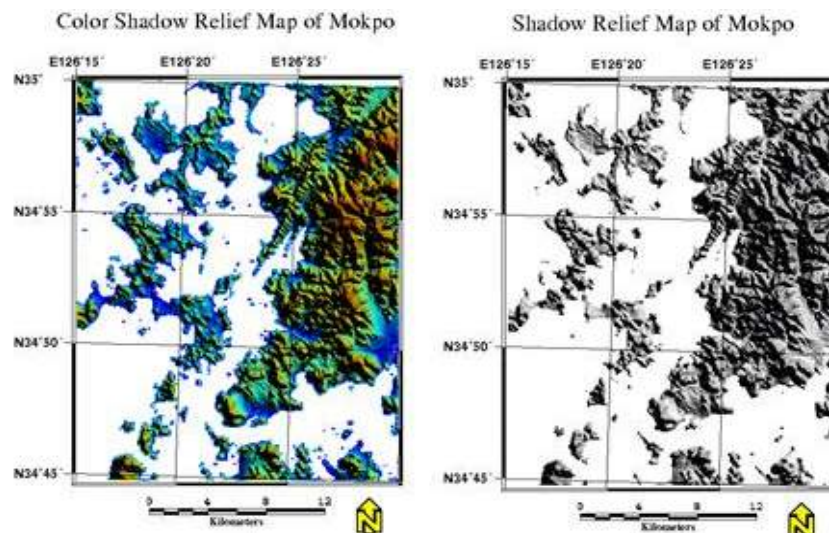 Color Shadow Relief Map of Mokpo
E126°15´ E126°20´ E126°25´
N35°
N34°55´
N34°50´
N34°45´
0 4 8 12
Kilometers
N
Shadow Relief Map of Mokpo
E126°15´ E126°20´ E126°25´
N35°
N34°55´
N34°50´
N34°45´
0 4 8 12
Kilometers
N